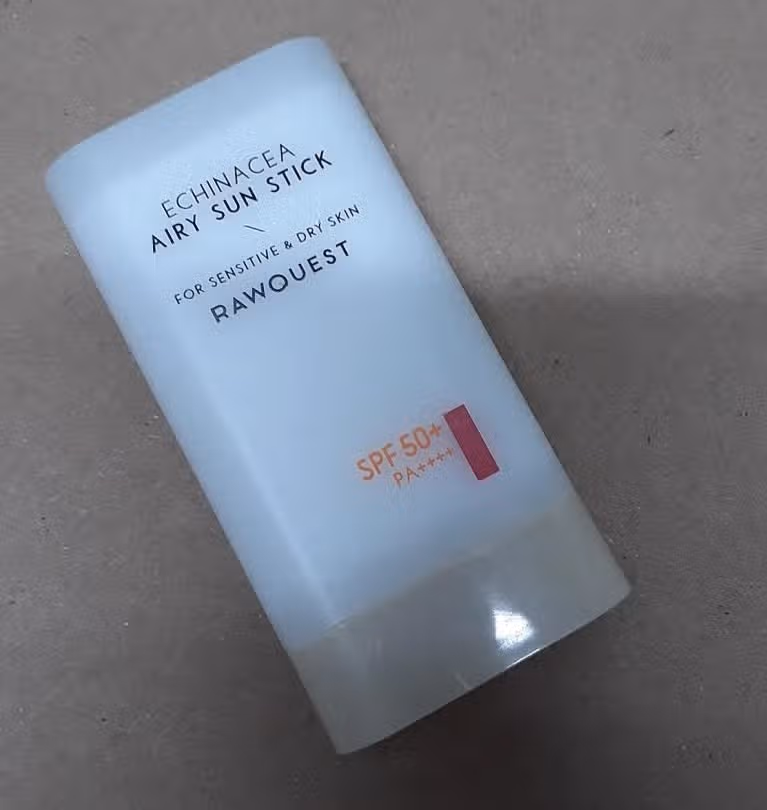 ECHINACEA
AIRY SUN STICK
FOR SENSITIVE & DRY SKIN
RAWQUEST
SPF 50+
PA++++